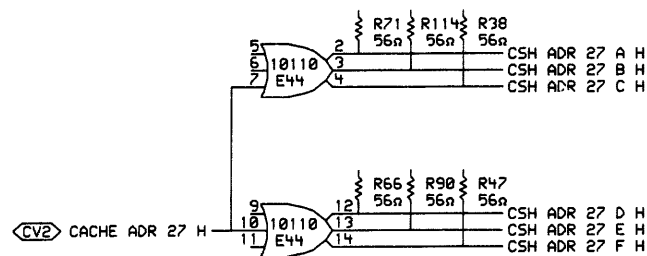 R71 R114 R38
56Ω 56Ω 56Ω
5 2 CSH ADR 27 A H
6 10110 3 CSH ADR 27 B H
7 E44 4 CSH ADR 27 C H
R66 R90 R47
56Ω 56Ω 56Ω
9 12 CSH ADR 27 D H
CV2 CACHE ADR 27 H 10 10110 13 CSH ADR 27 E H
11 E44 14 CSH ADR 27 F H